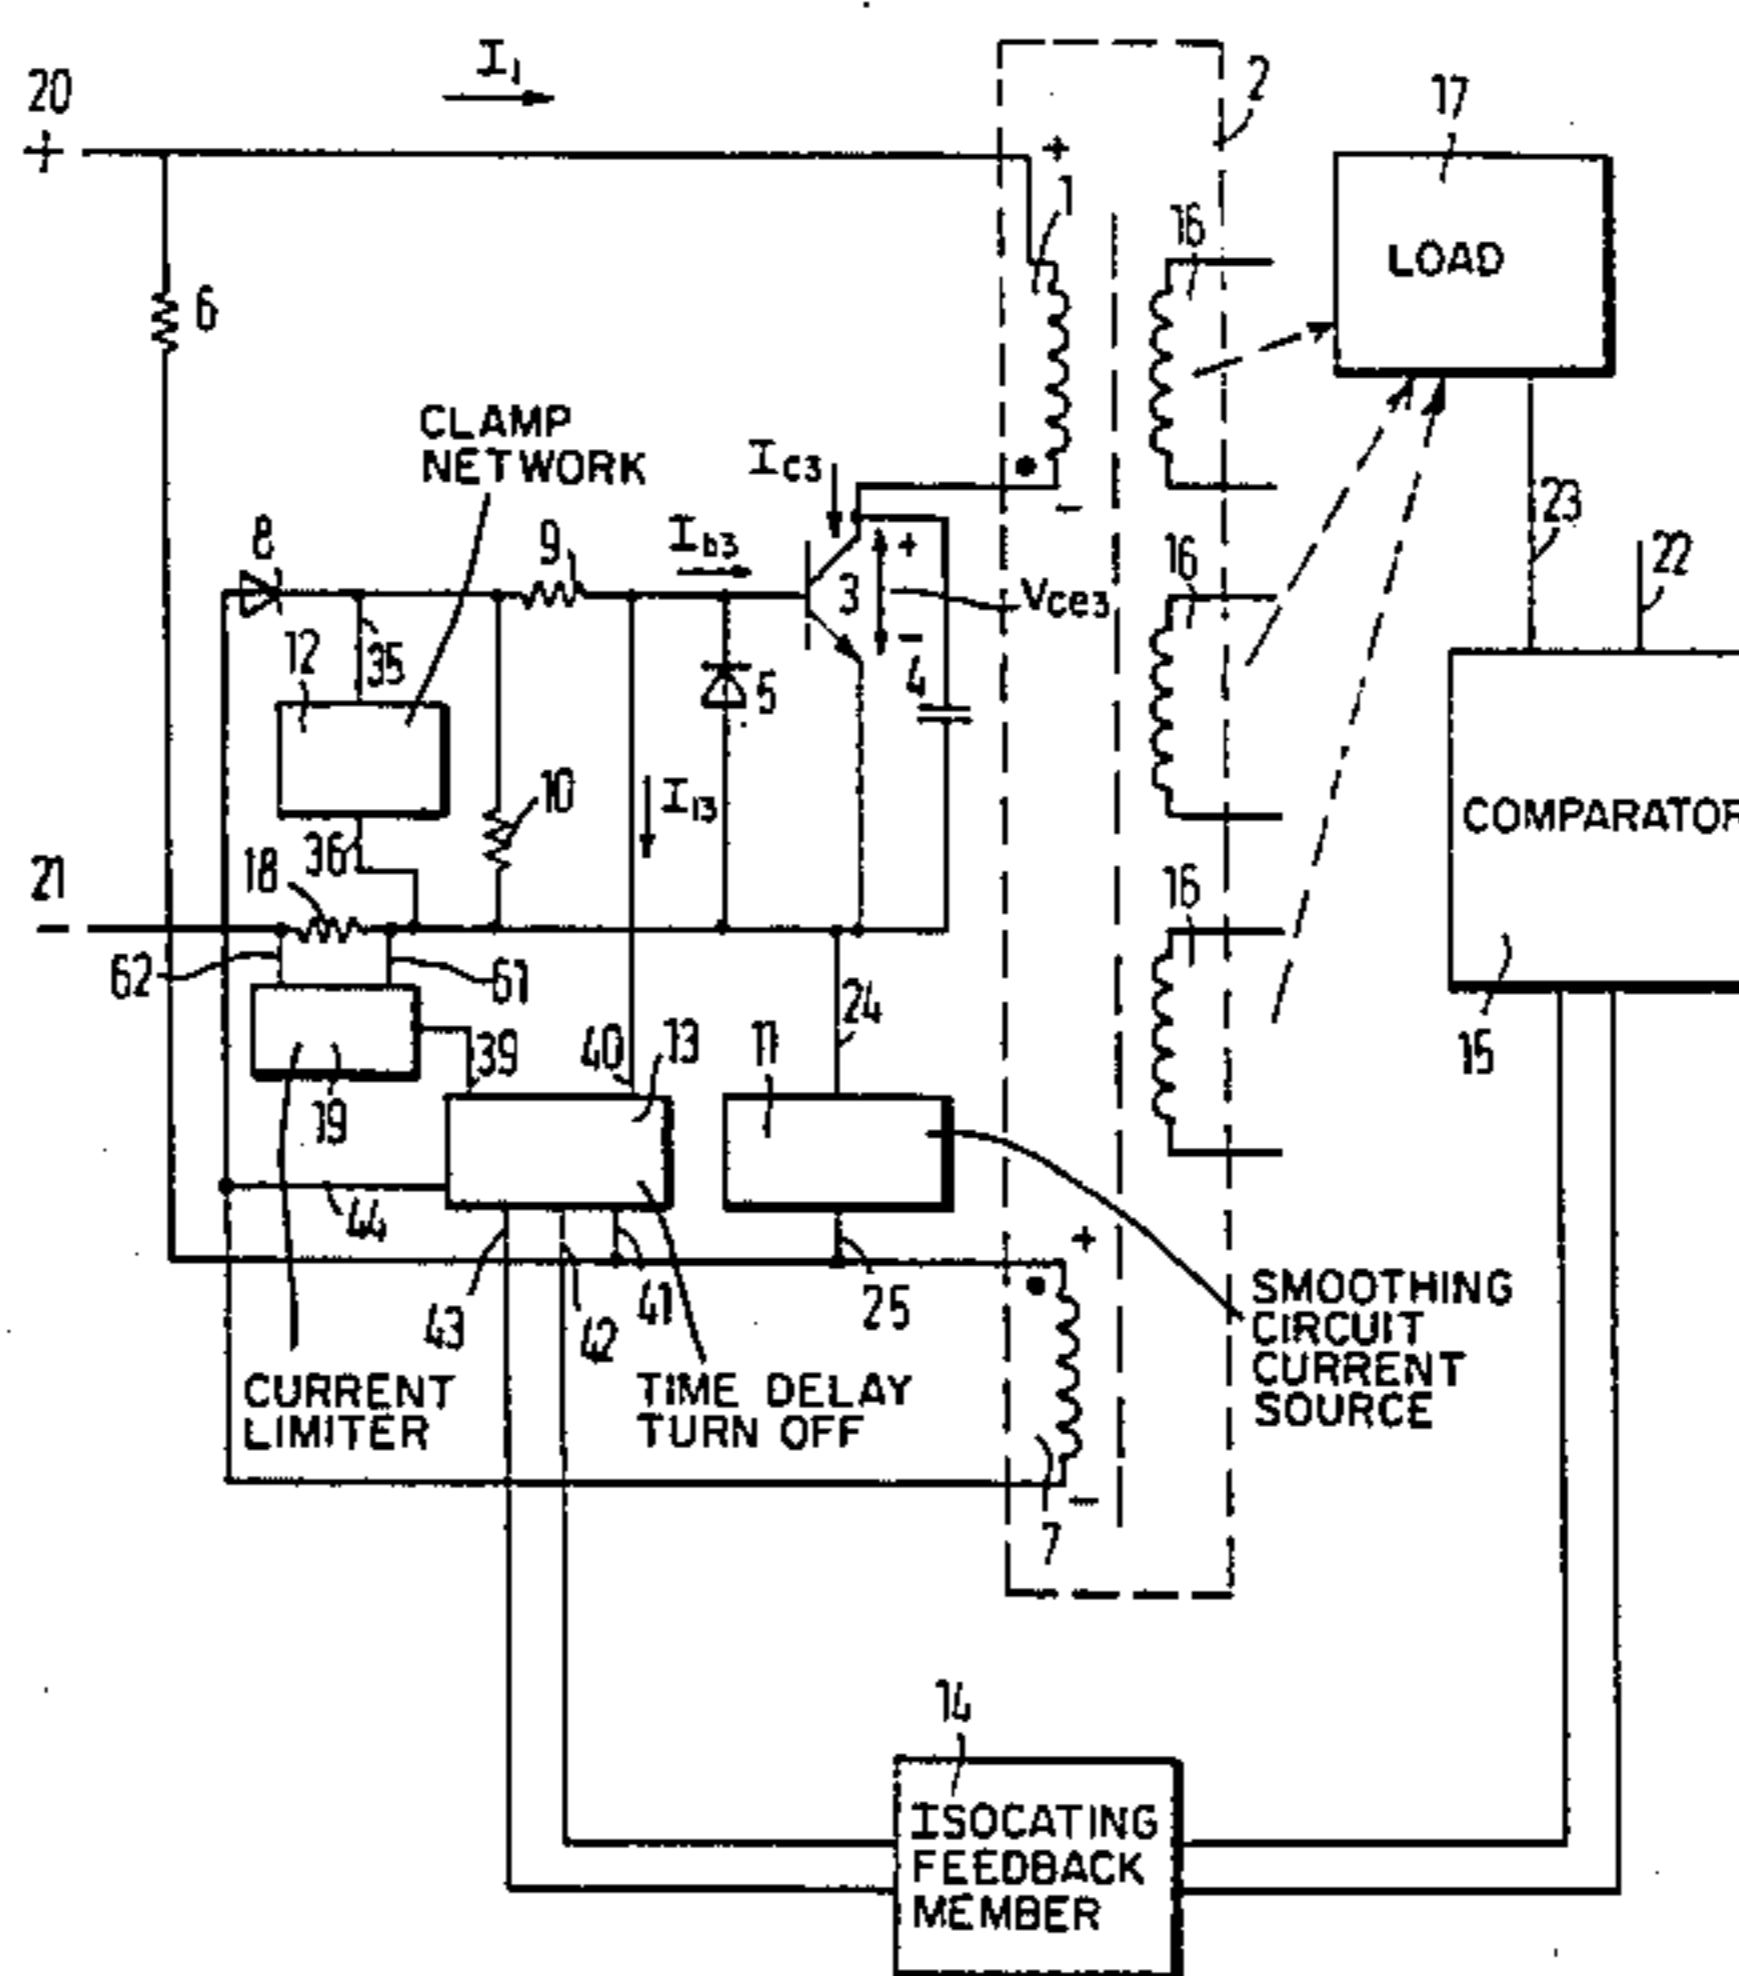 I1
20
+
2
17
+
1
16
LOAD
6
CLAMP
NETWORK
Ic3
-
8
9
Ib3
+
3
Vce3
-
16
23
22
12
35
5
4
10
I13
COMPARATOR
36
18
21
-
16
62
61
24
39
40
13
11
15
19
44
+
43
42
41
25
SMOOTHING
CIRCUIT
CURRENT
SOURCE
CURRENT
LIMITER
TIME DELAY
TURN OFF
-
7
14
ISOCATING
FEEDBACK
MEMBER